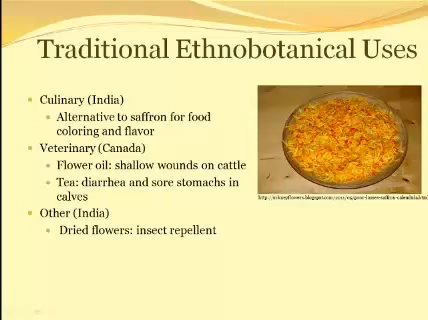 Traditional Ethnobotanical Uses
Culinary (India)
Alternative to saffron for food
coloring and flavor
Veterinary (Canada)
Flower oil: shallow wounds on cattle
Tea: diarrhea and sore stomachs in
calves
Other (India)
Dried flowers: insect repellent